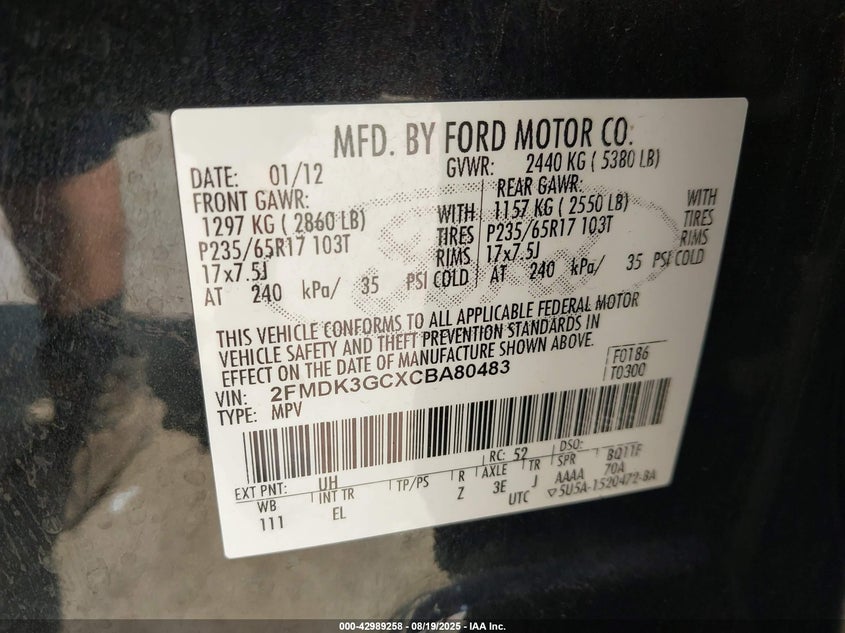 MFD. BY FORD MOTOR CO.
DATE: 01/12 GVWR: 2440 KG ( 5380 LB)
FRONT GAWR: REAR GAWR:
1297 KG ( 2860 LB) WITH 1157 KG ( 2550 LB) WITH
P235/65R17 103T TIRES P235/65R17 103T TIRES
17x7.5J RIMS 17x7.5J RIMS
AT 240 kPa/ 35 PSI COLD AT 240 kPa/ 35 PSI COLD
THIS VEHICLE CONFORMS TO ALL APPLICABLE FEDERAL MOTOR
VEHICLE SAFETY AND THEFT PREVENTION STANDARDS IN
EFFECT ON THE DATE OF MANUFACTURE SHOWN ABOVE.
VIN: 2FMDK3GCXCBA80483 F0186
TYPE: MPV T0300
RC: 52 DSO:
EXT PNT: UH R AXLE TR SPR BQ11F
WB INT TR TP/PS Z 3E J AAAA 70A
111 EL UTC ▽5U5A-1520472-BA
000-42989258 - 08/19/2025 - IAA Inc.